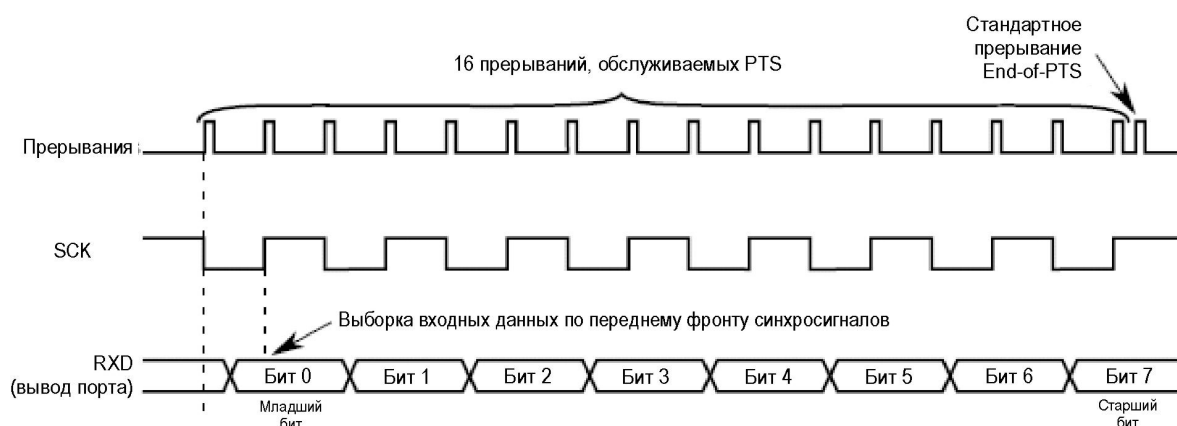 Стандартное
прерывание
End-of-PTS
16 прерываний, обслуживаемых PTS
Прерывания
SCK
Выборка входных данных по переднему фронту синхросигналов
RXD
(вывод порта)
Бит 0
Бит 1
Бит 2
Бит 3
Бит 4
Бит 5
Бит 6
Бит 7
Младший
бит
Старший
бит